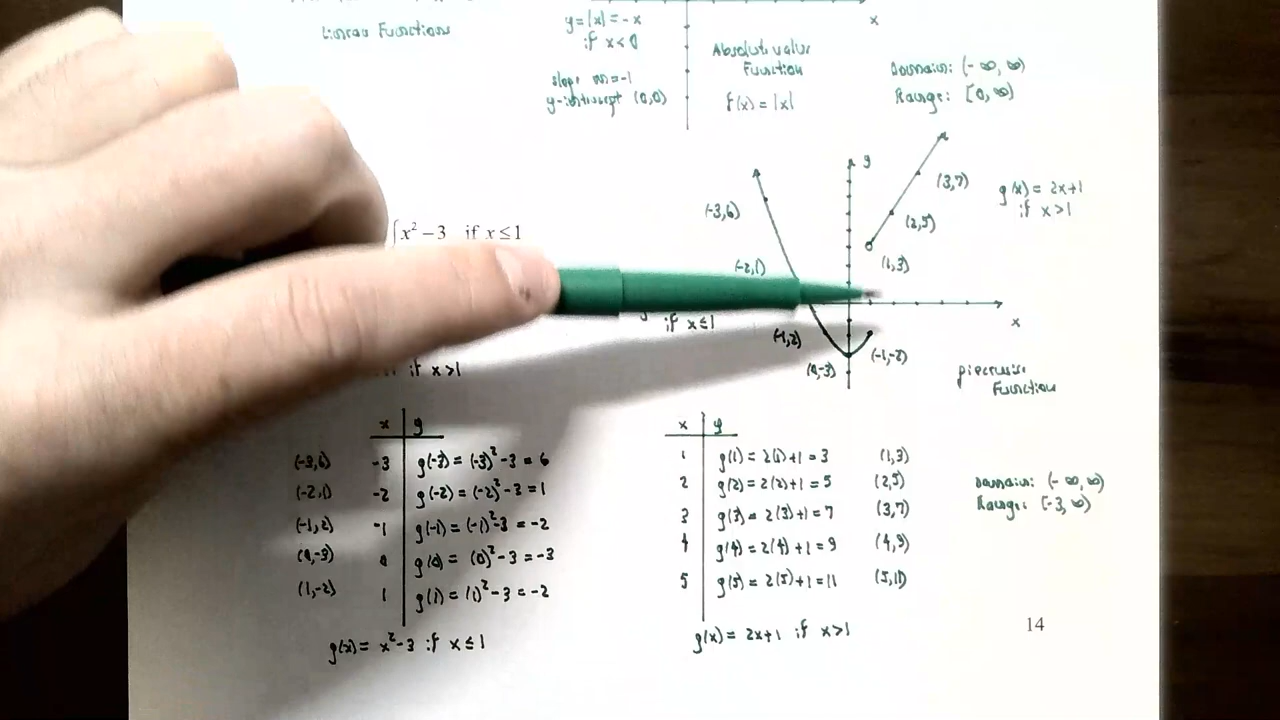 y=|x| = -x
if x<0
x
Linear Functions
Absolute value
Function
slope m=-1
y-intercept (0,0)
f(x) = |x|
Domain: (-∞, ∞)
Range: [0, ∞)
y
(3,7)
g(x) = 2x+1
if x>1
(-3,6)
(2,5)
x² − 3 if x ≤ 1
(-2,1)
(1,3)
if x ≤ 1
x
(-1,2)
(-1,-2)
(0,-3)
if x>1
piecewise
Function
x y
(-3,6) -3 g(-3) = (-3)² - 3 = 6
(-2,1) -2 g(-2) = (-2)² - 3 = 1
(-1,2) -1 g(-1) = (-1)² - 3 = -2
(0,-3) 0 g(0) = (0)² - 3 = -3
(1,-2) 1 g(1) = (1)² - 3 = -2
g(x) = x² - 3 if x ≤ 1
x y
1 g(1) = 2(1)+1 = 3 (1,3)
2 g(2) = 2(2)+1 = 5 (2,5)
3 g(3) = 2(3)+1 = 7 (3,7)
4 g(4) = 2(4)+1 = 9 (4,9)
5 g(5) = 2(5)+1 = 11 (5,11)
g(x) = 2x+1 if x>1
Domain: (-∞, ∞)
Range: [-3, ∞)
14